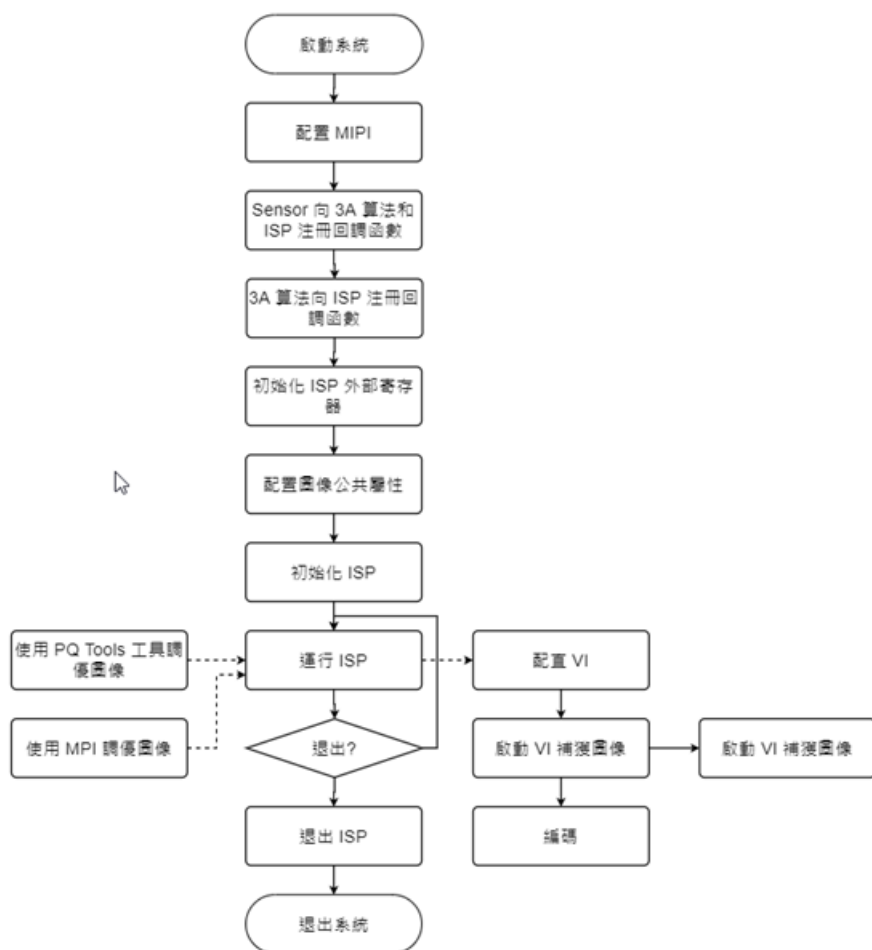 啟動系統
配置 MIPI
Sensor 向 3A 算法和
ISP 注冊回調函數
3A 算法向 ISP 注冊回
調函數
初始化 ISP 外部寄存
器
配置圖像公共屬性
初始化 ISP
使用 PQ Tools 工具調
優圖像
運行 ISP
配置 VI
使用 MPI 調優圖像
退出?
啟動 VI 補獲圖像
啟動 VI 補獲圖像
退出 ISP
編碼
退出系統